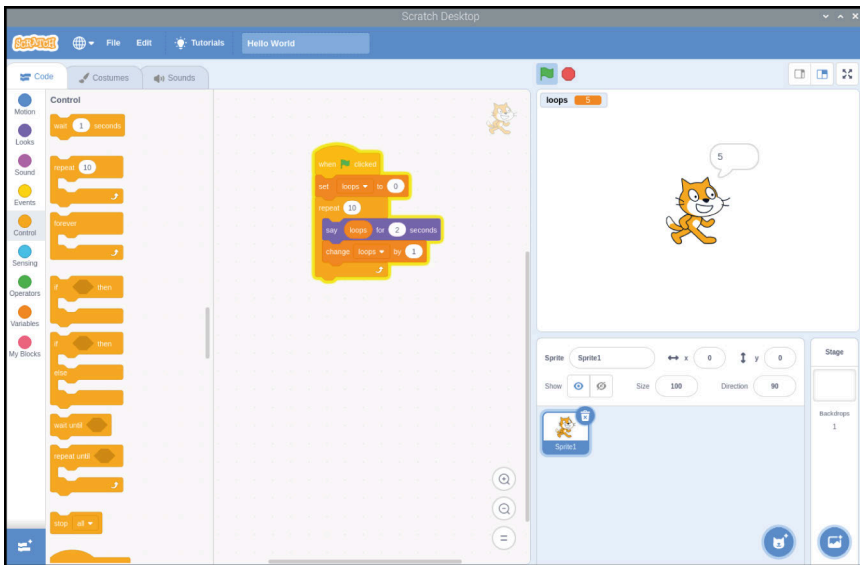 Scratch Desktop
SCRATCH
File Edit Tutorials Hello World
Code Costumes Sounds
Motion
Looks
Sound
Events
Control
Sensing
Operators
Variables
My Blocks
Control
wait 1 seconds
repeat 10
forever
if then
if then
else
wait until
repeat until
stop all
when clicked
set loops to 0
repeat 10
say loops for 2 seconds
change loops by 1
loops 5
5
Sprite Sprite1 x 0 y 0
Show Size 100 Direction 90
Sprite1
Stage
Backdrops
1